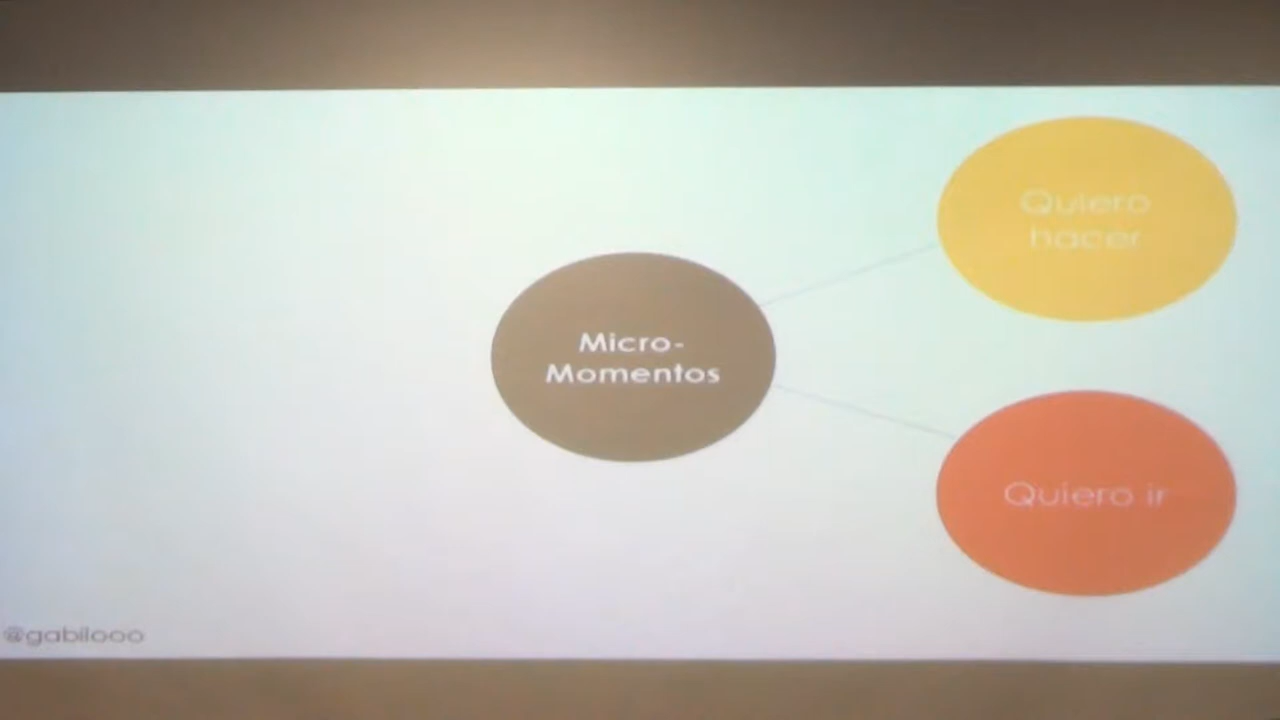 Quiero
hacer
Micro-
Momentos
Quiero ir
@gabilooo